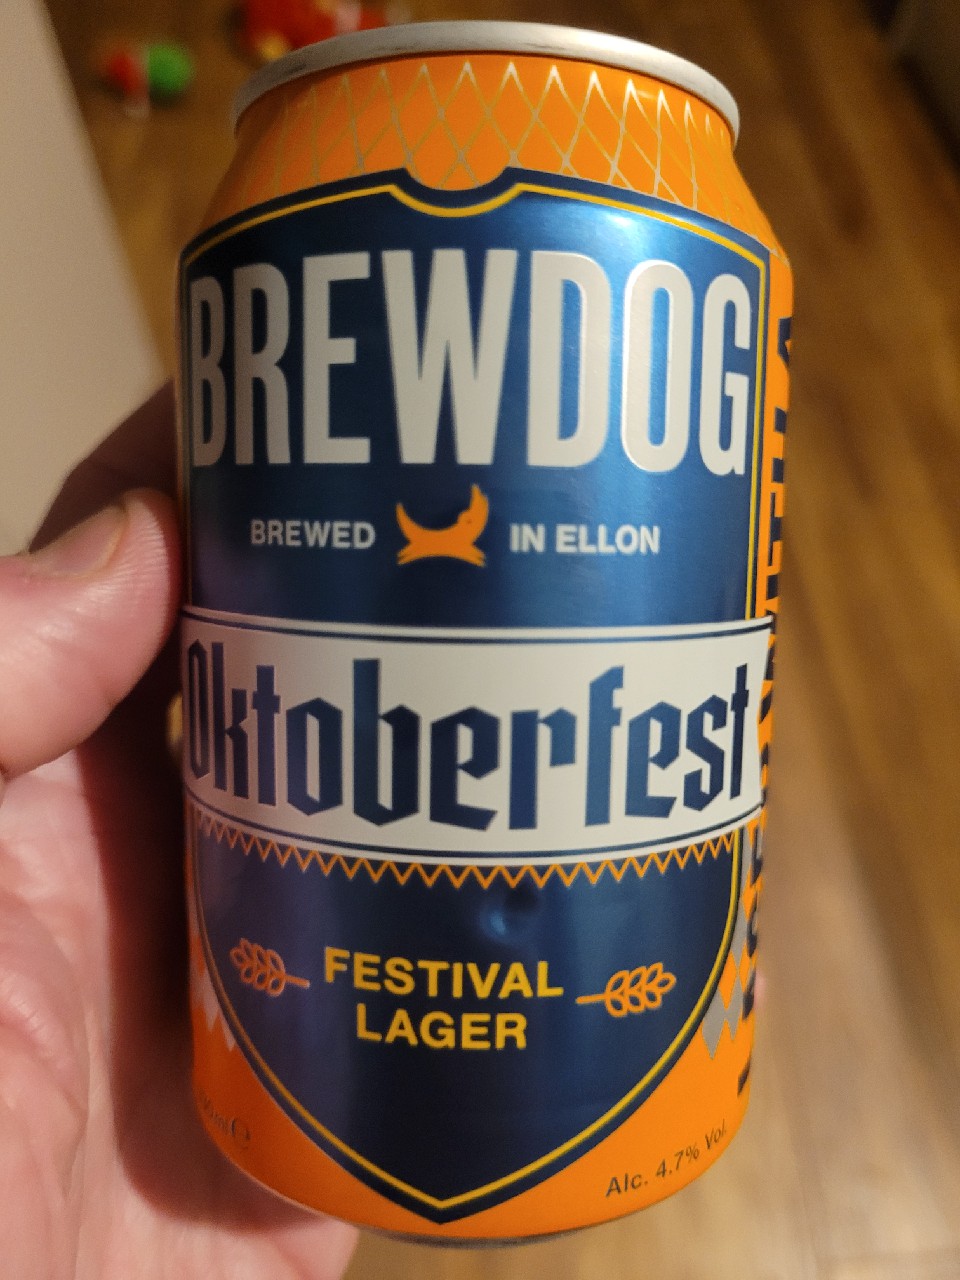 BREWDOG
BREWED IN ELLON
Oktoberfest
FESTIVAL
LAGER
Alc. 4.7% Vol.